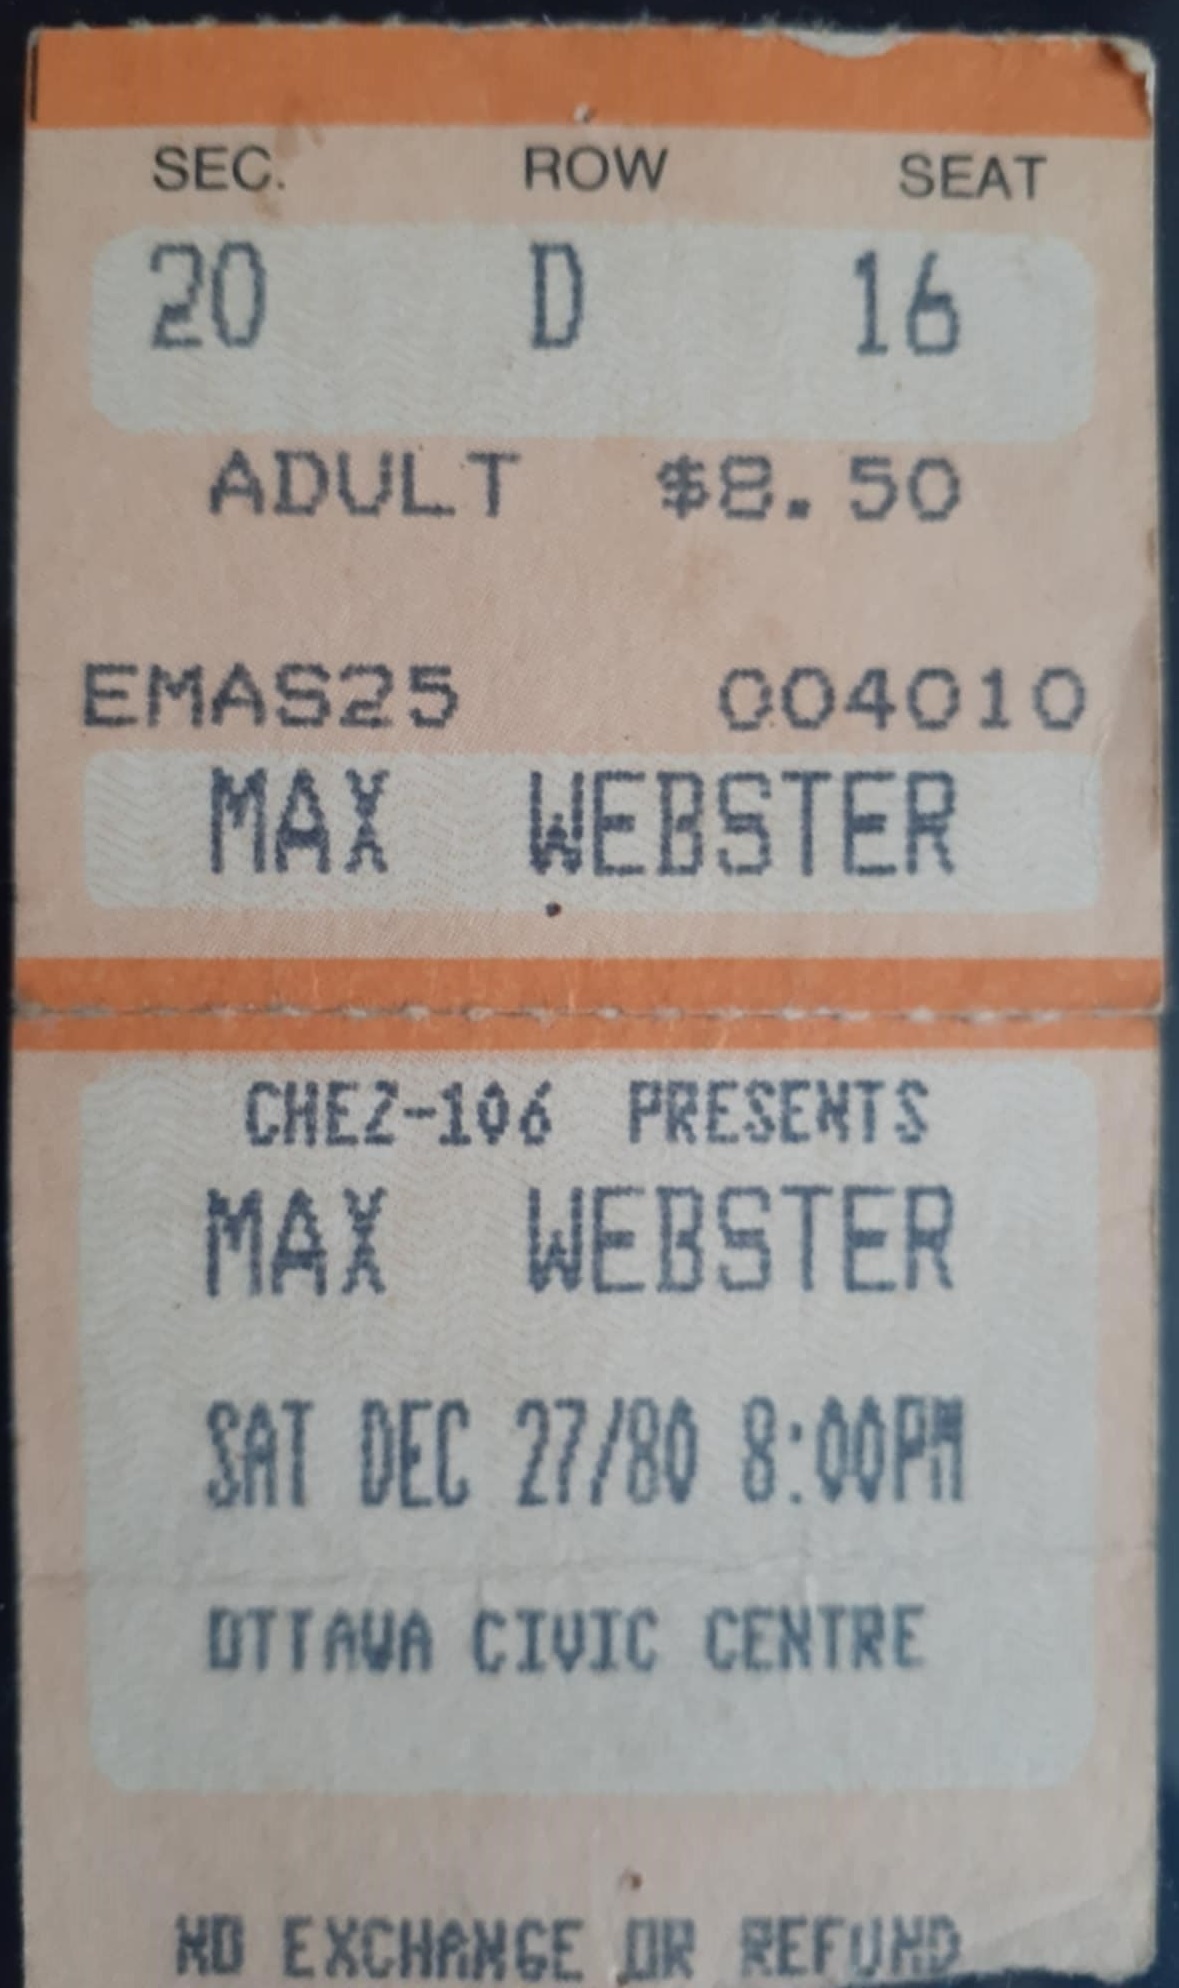 SEC. ROW SEAT
20 D 16
ADULT $8.50
EMAS25 004010
MAX WEBSTER
CHEZ-106 PRESENTS
MAX WEBSTER
SAT DEC 27/80 8:00PM
OTTAWA CIVIC CENTRE
NO EXCHANGE OR REFUND